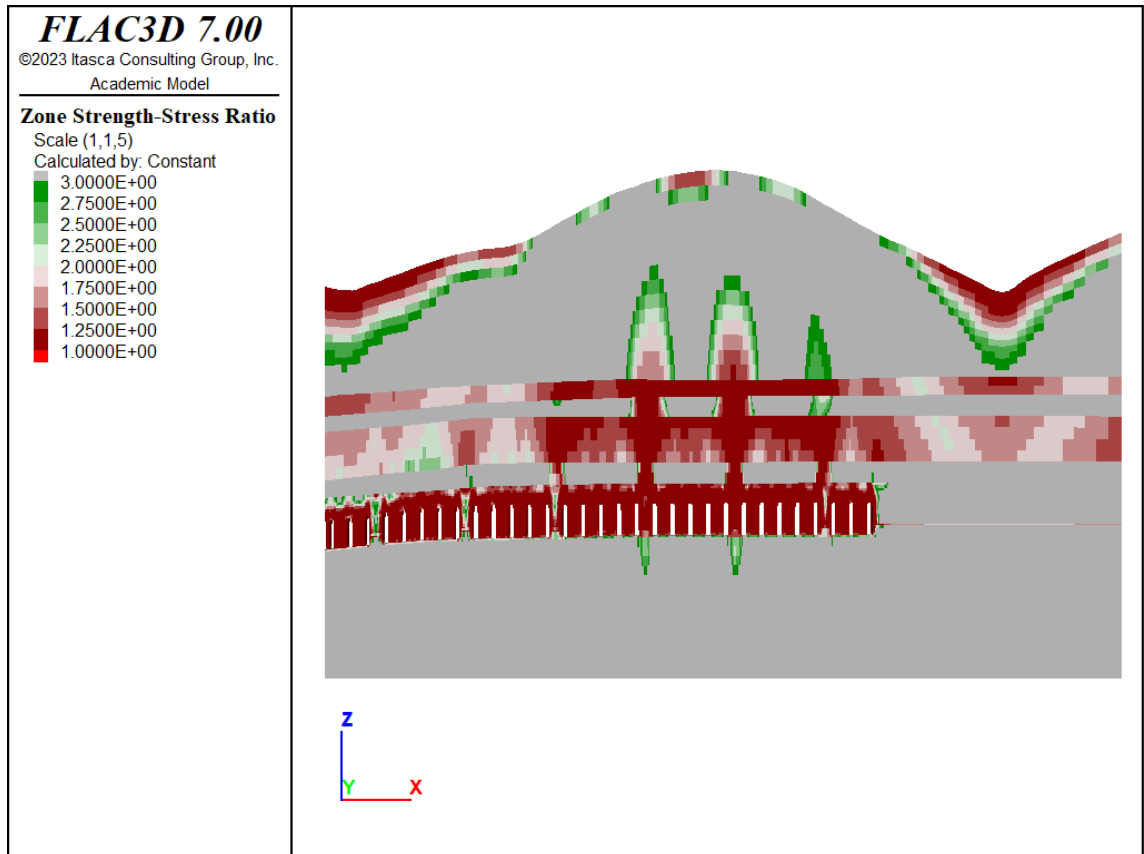 FLAC3D 7.00
©2023 Itasca Consulting Group, Inc.
Academic Model
Zone Strength-Stress Ratio
Scale (1,1,5)
Calculated by: Constant
3.0000E+00
2.7500E+00
2.5000E+00
2.2500E+00
2.0000E+00
1.7500E+00
1.5000E+00
1.2500E+00
1.0000E+00
Z
Y
X